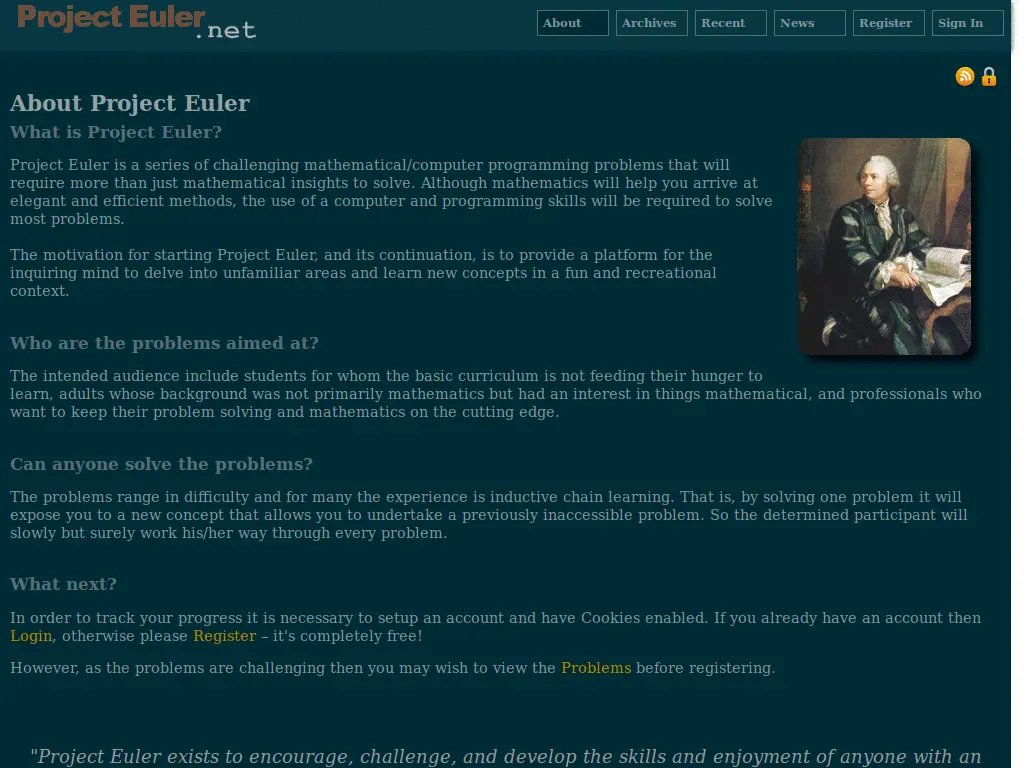 Project Euler
.net
About
Archives
Recent
News
Register
Sign In
About Project Euler
What is Project Euler?
Project Euler is a series of challenging mathematical/computer programming problems that will
require more than just mathematical insights to solve. Although mathematics will help you arrive at
elegant and efficient methods, the use of a computer and programming skills will be required to solve
most problems.
The motivation for starting Project Euler, and its continuation, is to provide a platform for the
inquiring mind to delve into unfamiliar areas and learn new concepts in a fun and recreational
context.
Who are the problems aimed at?
The intended audience include students for whom the basic curriculum is not feeding their hunger to
learn, adults whose background was not primarily mathematics but had an interest in things mathematical, and professionals who
want to keep their problem solving and mathematics on the cutting edge.
Can anyone solve the problems?
The problems range in difficulty and for many the experience is inductive chain learning. That is, by solving one problem it will
expose you to a new concept that allows you to undertake a previously inaccessible problem. So the determined participant will
slowly but surely work his/her way through every problem.
What next?
In order to track your progress it is necessary to setup an account and have Cookies enabled. If you already have an account then
Login, otherwise please Register – it's completely free!
However, as the problems are challenging then you may wish to view the Problems before registering.
"Project Euler exists to encourage, challenge, and develop the skills and enjoyment of anyone with an